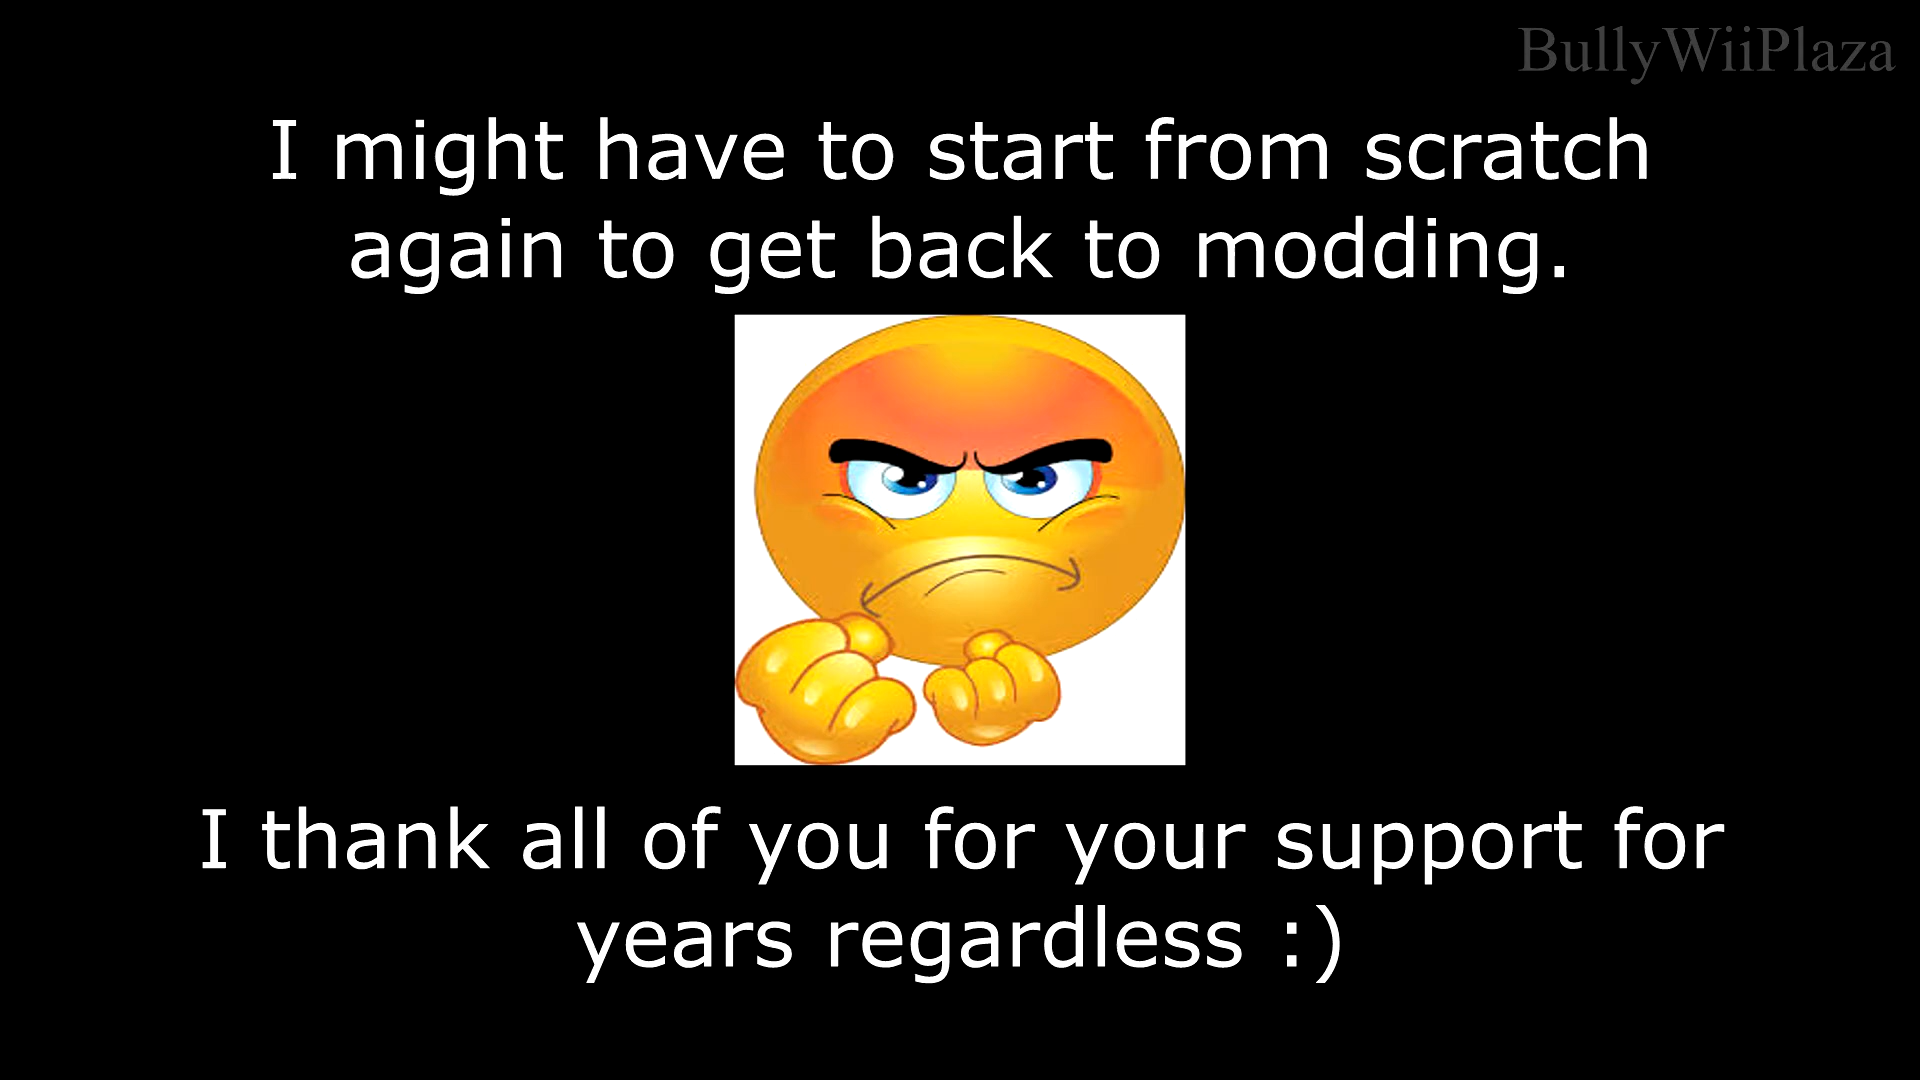 BullyWiiPlaza
I might have to start from scratch
again to get back to modding.
I thank all of you for your support for
years regardless :)